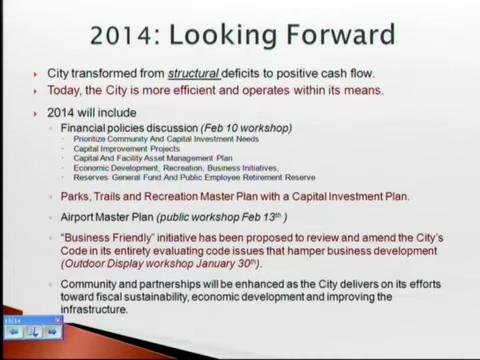 2014: Looking Forward
City transformed from structural deficits to positive cash flow.
Today, the City is more efficient and operates within its means.
2014 will include
Financial policies discussion (Feb 10 workshop)
Prioritize Community And Capital Investment Needs
Capital Improvement Projects
Capital And Facility Asset Management Plan
Economic Development, Recreation, Business Initiatives,
Reserves: General Fund And Public Employee Retirement Reserve
Parks, Trails and Recreation Master Plan with a Capital Investment Plan.
Airport Master Plan (public workshop Feb 13th )
“Business Friendly” initiative has been proposed to review and amend the City’s
Code in its entirety evaluating code issues that hamper business development
(Outdoor Display workshop January 30th).
Community and partnerships will be enhanced as the City delivers on its efforts
toward fiscal sustainability, economic development and improving the
infrastructure.